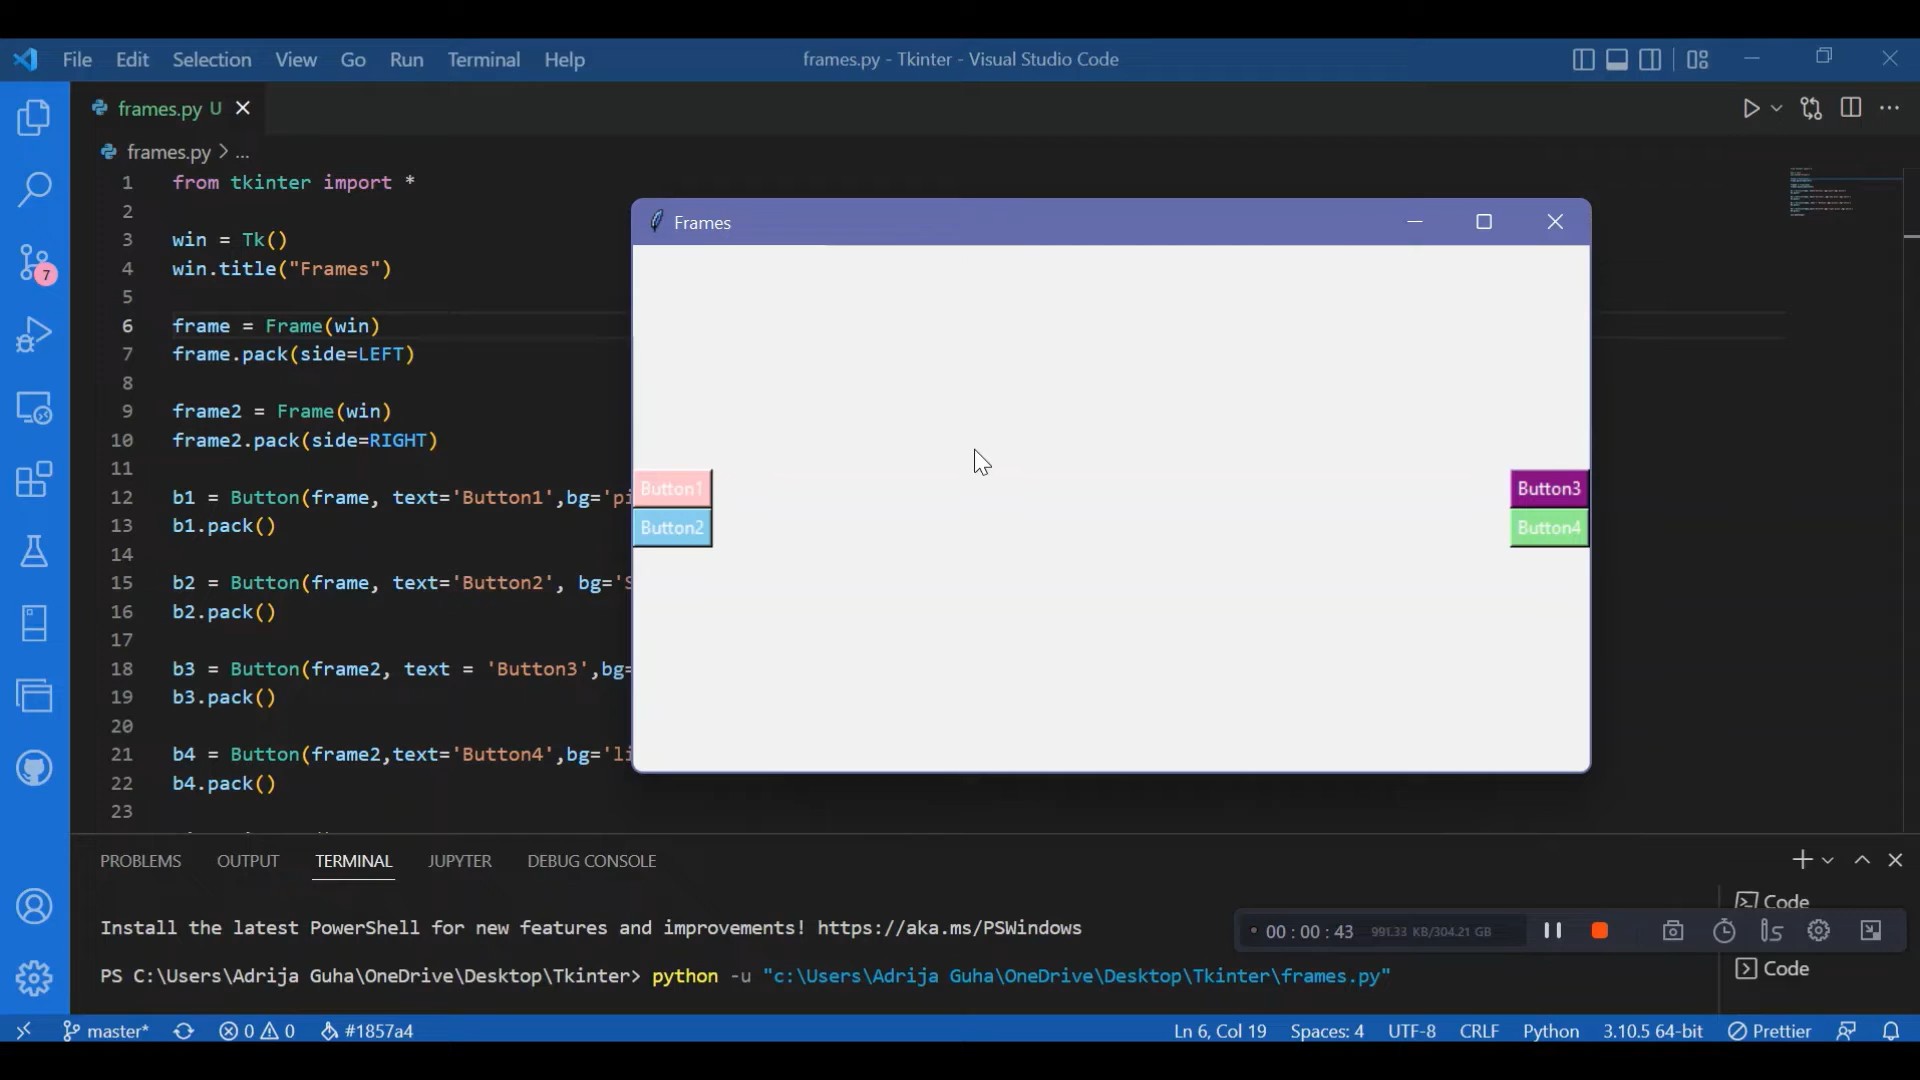 File Edit Selection View Go Run Terminal Help frames.py - Tkinter - Visual Studio Code
frames.py U
frames.py > ...
1 from tkinter import *
2
3 win = Tk()
4 win.title("Frames")
5
6 frame = Frame(win)
7 frame.pack(side=LEFT)
8
9 frame2 = Frame(win)
10 frame2.pack(side=RIGHT)
11
12 b1 = Button(frame, text='Button1',bg='pi
13 b1.pack()
14
15 b2 = Button(frame, text='Button2', bg='S
16 b2.pack()
17
18 b3 = Button(frame2, text = 'Button3',bg=
19 b3.pack()
20
21 b4 = Button(frame2,text='Button4',bg='li
22 b4.pack()
23
7
Frames
Button1 Button3
Button2 Button4
PROBLEMS OUTPUT TERMINAL JUPYTER DEBUG CONSOLE
Install the latest PowerShell for new features and improvements! https://aka.ms/PSWindows
PS C:\Users\Adrija Guha\OneDrive\Desktop\Tkinter> python -u "c:\Users\Adrija Guha\OneDrive\Desktop\Tkinter\frames.py"
Code
00 : 00 : 43 991.33 KB/304.21 GB
Code
master* 0 0 #1857a4 Ln 6, Col 19 Spaces: 4 UTF-8 CRLF Python 3.10.5 64-bit Prettier